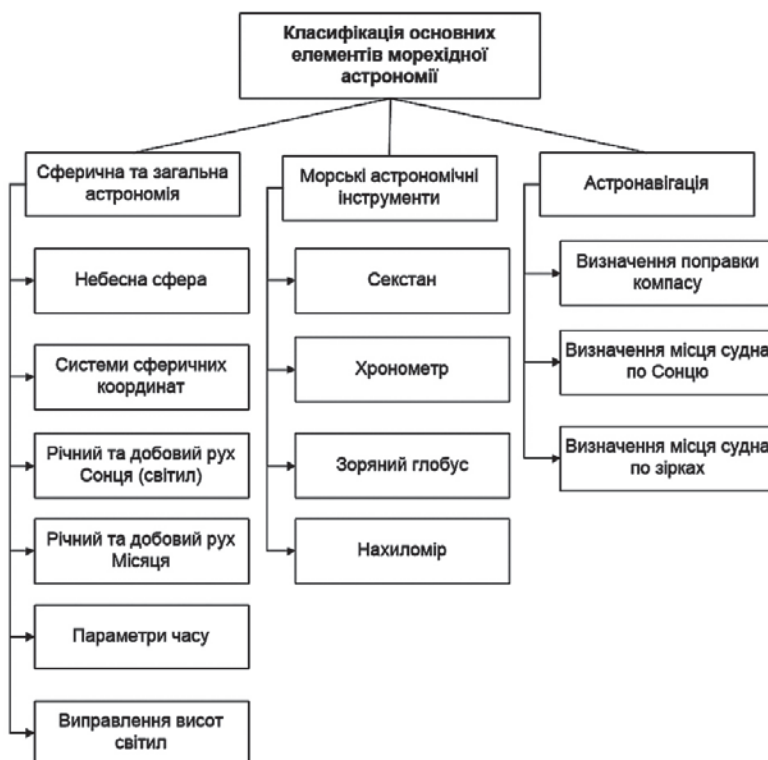 Класифікація основних
елементів морехідної
астрономії
Сферична та загальна
астрономія
Небесна сфера
Системи сферичних
координат
Річний та добовий рух
Сонця (світил)
Річний та добовий рух
Місяця
Параметри часу
Виправлення висот
світил
Морські астрономічні
інструменти
Секстан
Хронометр
Зоряний глобус
Нахиломір
Астронавігація
Визначення поправки
компасу
Визначення місця судна
по Сонцю
Визначення місця судна
по зірках